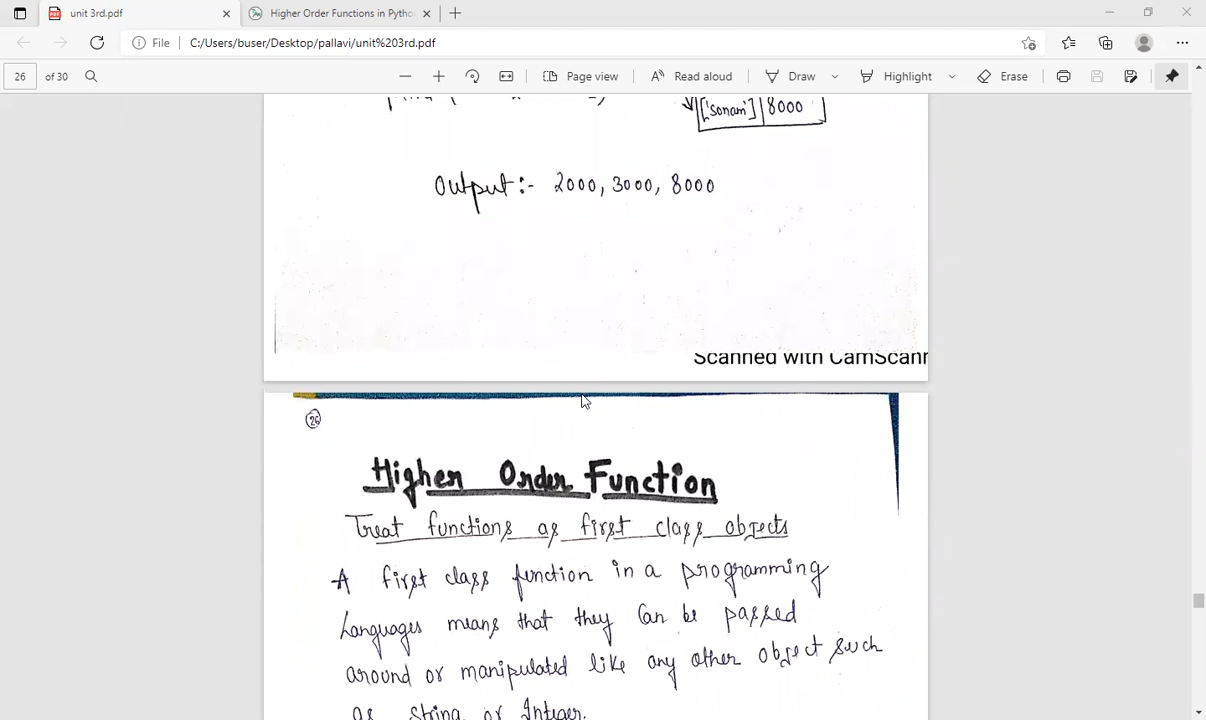 unit 3rd.pdf
Higher Order Functions in Pytho
File
C:/Users/buser/Desktop/pallavi/unit%203rd.pdf
26 of 30
Page view
Read aloud
Draw
Highlight
Erase
['Sonam'] 8000
Output :- 2000, 3000, 8000
Scanned with CamScann
26
Higher Order Function
Treat functions as first class objects
A first class function in a programming
Languages means that they Can be passed
around or manipulated like any other object such
as string or Integer.